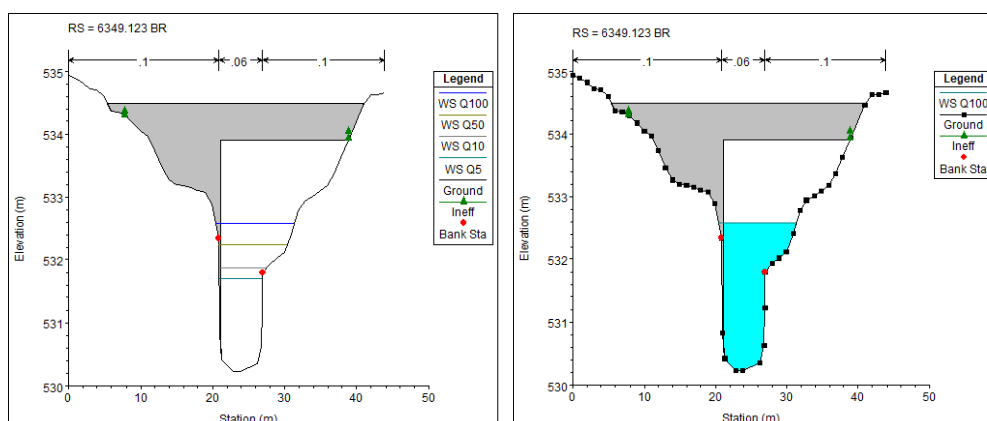 RS = 6349.123 BR
.1 .06 .1
535
534
533
532
531
530
0 10 20 30 40 50
Elevation (m)
Station (m)
Legend
WS Q100
WS Q50
WS Q10
WS Q5
Ground
Ineff
Bank Sta
RS = 6349.123 BR
.1 .06 .1
535
534
533
532
531
530
0 10 20 30 40 50
Elevation (m)
Station (m)
Legend
WS Q100
Ground
Ineff
Bank Sta